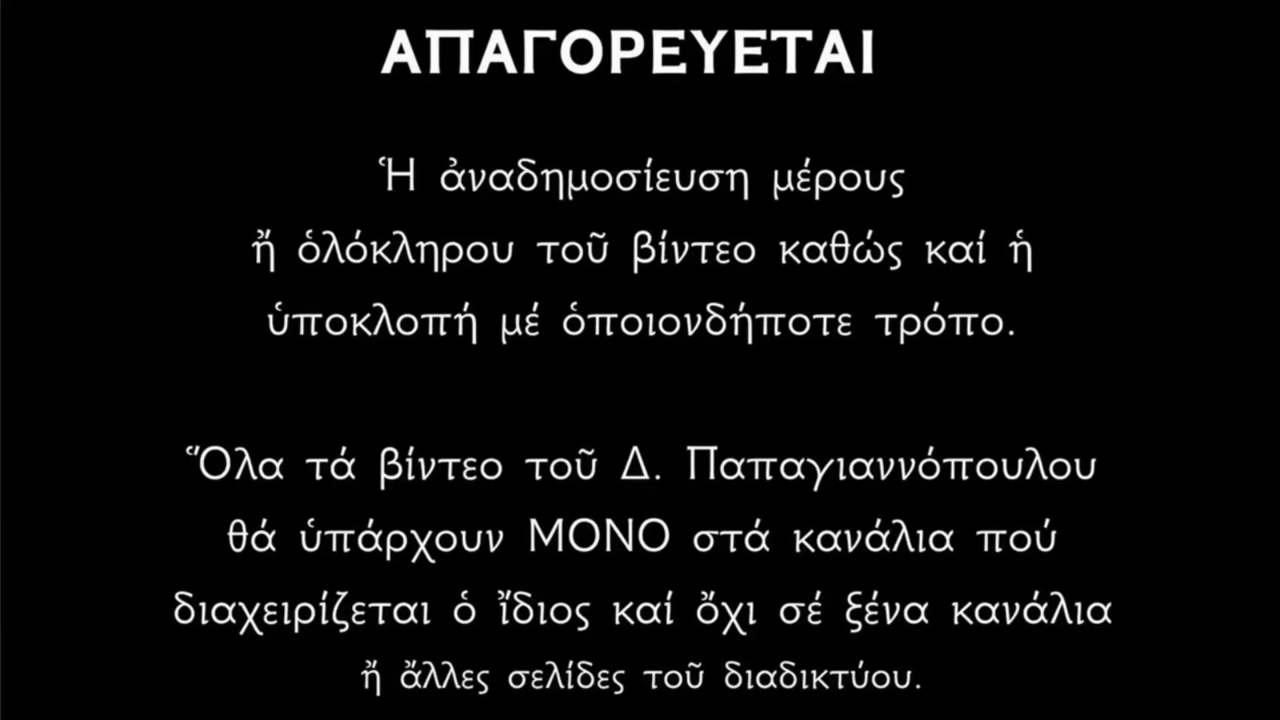 ΑΠΑΓΟΡΕΥΕΤΑΙ
Ἡ ἀναδημοσίευση μέρους
ἤ ὁλόκληρου τοῦ βίντεο καθώς καί ἡ
ὑποκλοπή μέ ὁποιονδήποτε τρόπο.
Ὅλα τά βίντεο τοῦ Δ. Παπαγιαννόπουλου
θά ὑπάρχουν ΜΟΝΟ στά κανάλια πού
διαχειρίζεται ὁ ἴδιος καί ὄχι σέ ξένα κανάλια
ἤ ἄλλες σελίδες τοῦ διαδικτύου.